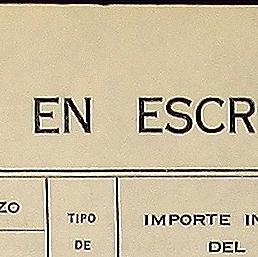 EN ESCR
ZO TIPO IMPORTE IN
DE DEL